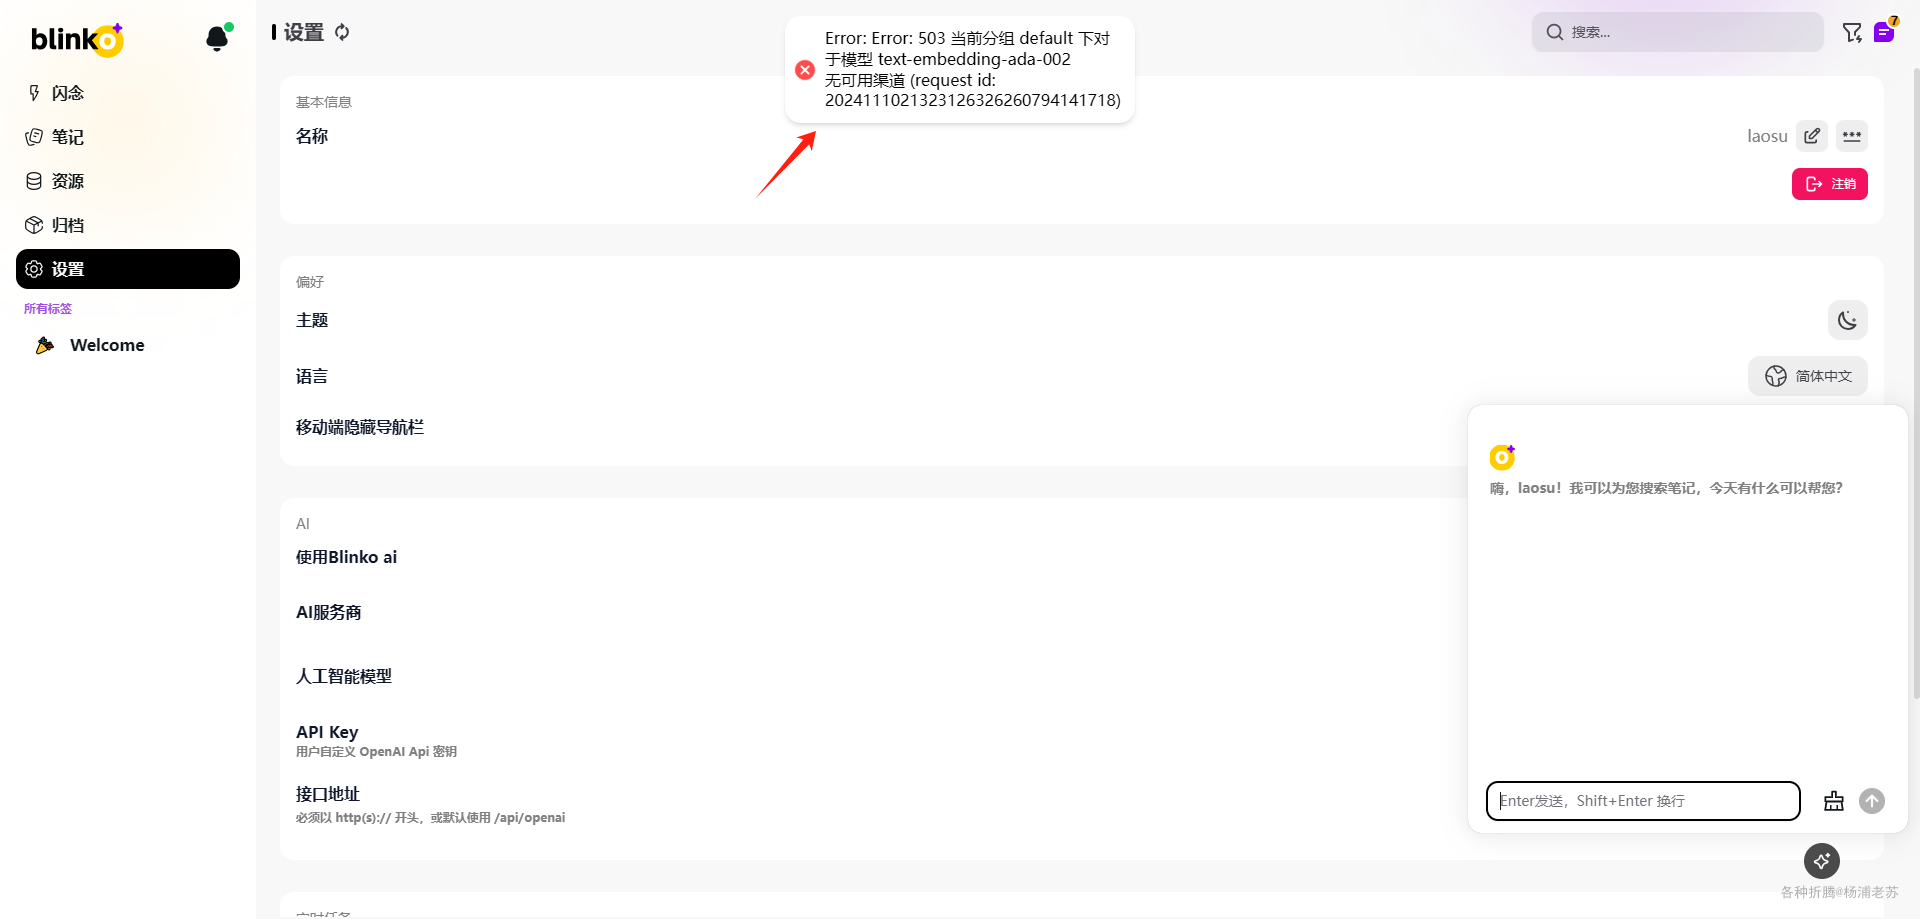 blinko
闪念
笔记
资源
归档
设置
所有标签
Welcome
设置
Error: Error: 503 当前分组 default 下对
于模型 text-embedding-ada-002
无可用渠道 (request id:
20241110213231263262607941​41718)
搜索...
7
基本信息
名称
laosu
注销
偏好
主题
语言
简体中文
移动端隐藏导航栏
AI
使用Blinko ai
AI服务商
人工智能模型
API Key
用户自定义 OpenAI Api 密钥
接口地址
必须以 http(s):// 开头，或默认使用 /api/openai
嗨，laosu！我可以为您搜索笔记，今天有什么可以帮您？
Enter发送，Shift+Enter 换行
各种折腾@杨浦老苏
定时任务